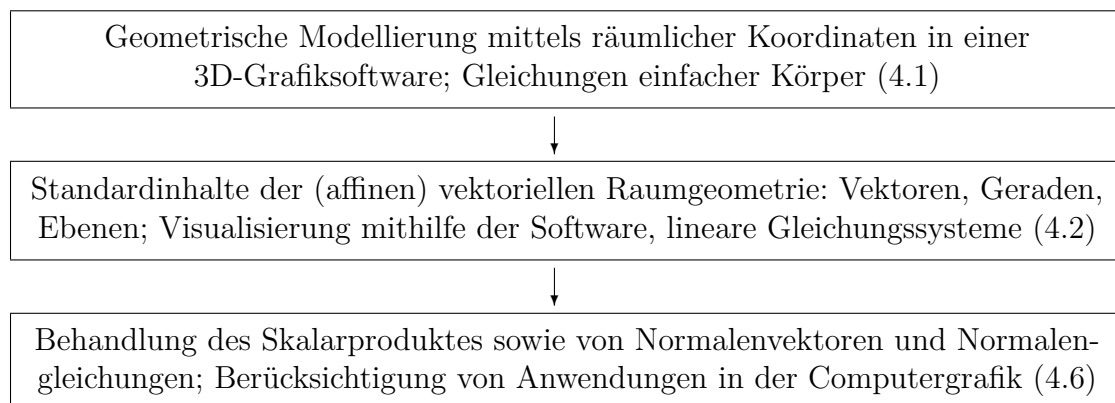 Geometrische Modellierung mittels räumlicher Koordinaten in einer
3D-Grafiksoftware; Gleichungen einfacher Körper (4.1)
Standardinhalte der (affinen) vektoriellen Raumgeometrie: Vektoren, Geraden,
Ebenen; Visualisierung mithilfe der Software, lineare Gleichungssysteme (4.2)
Behandlung des Skalarproduktes sowie von Normalenvektoren und Normalen-
gleichungen; Berücksichtigung von Anwendungen in der Computergrafik (4.6)